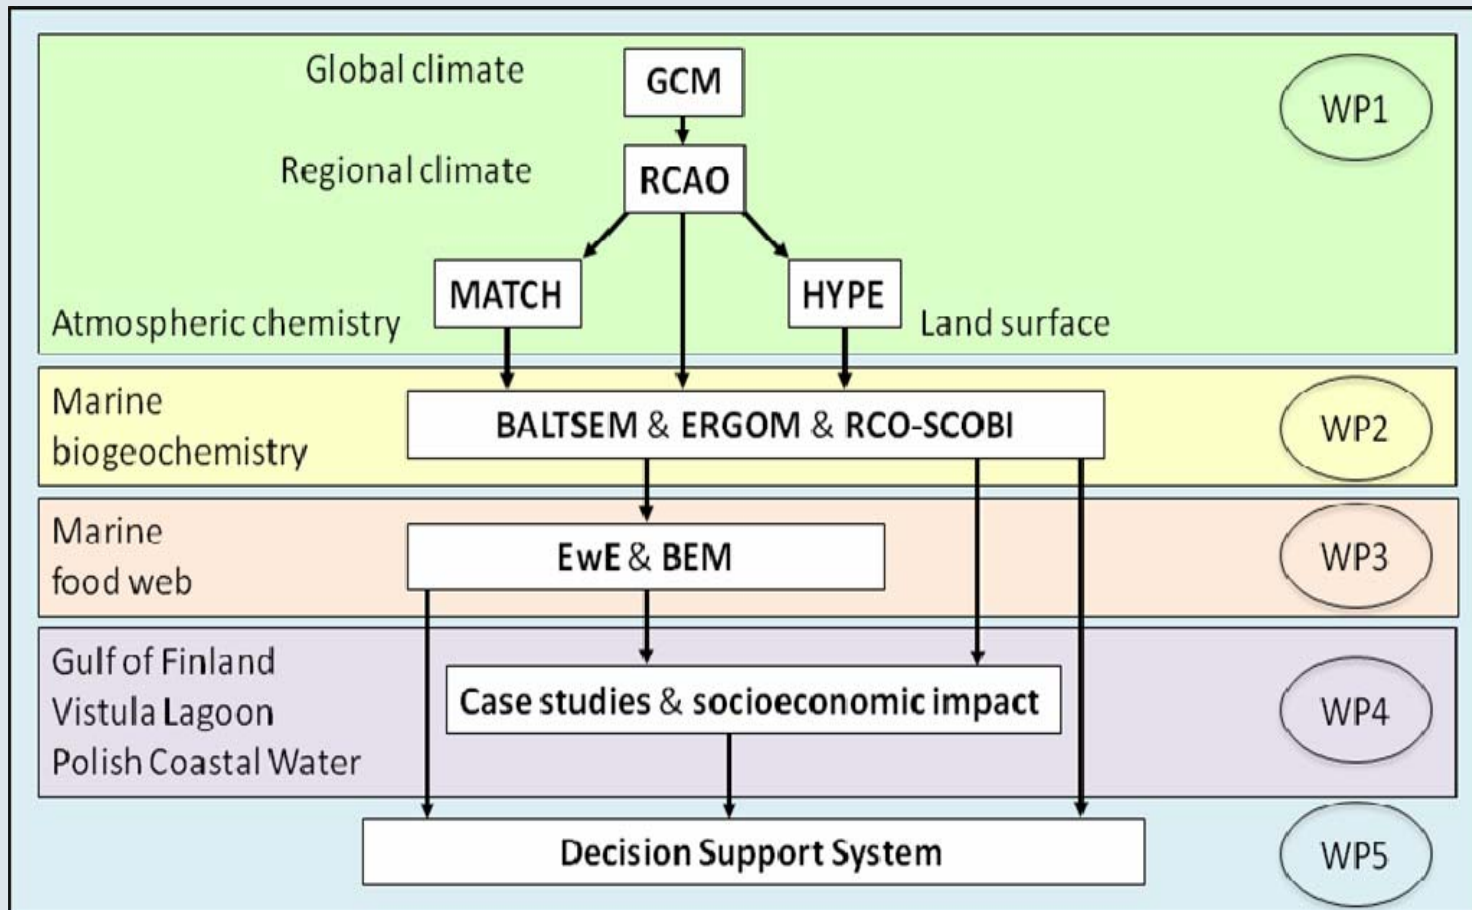 Global climate
GCM
WP1
Regional climate
RCAO
MATCH
HYPE
Atmospheric chemistry
Land surface
Marine
biogeochemistry
BALTSEM & ERGOM & RCO-SCOBI
WP2
Marine
food web
EwE & BEM
WP3
Gulf of Finland
Vistula Lagoon
Polish Coastal Water
Case studies & socioeconomic impact
WP4
Decision Support System
WP5